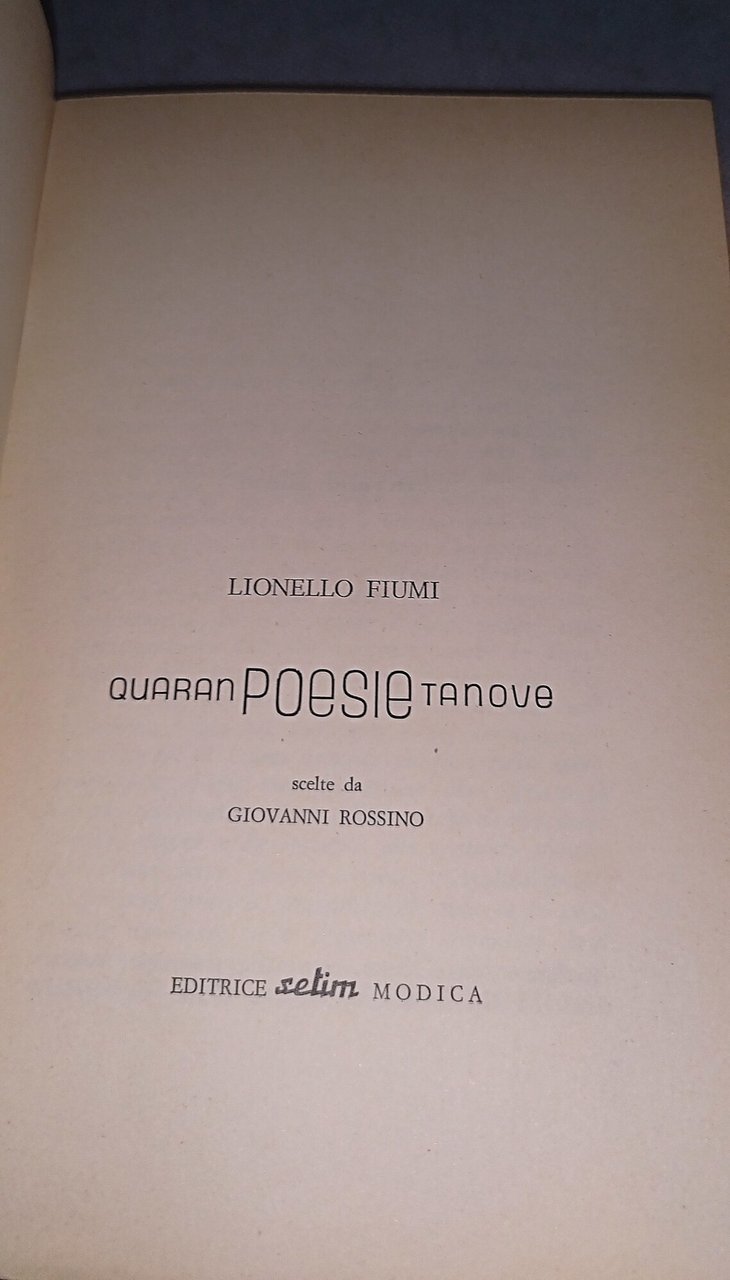 LIONELLO FIUMI
QUARANPOESIETANOVE
scelte da
GIOVANNI ROSSINO
EDITRICE setim MODICA